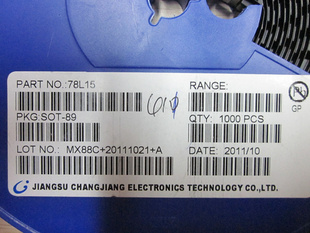 PART NO.:78L15
RANGE:
PKG:SOT-89
QTY: 1000 PCS
GP
LOT NO.: MX88C+20111021+A
DATE: 2011/10
JIANGSU CHANGJIANG ELECTRONICS TECHNOLOGY CO.,LTD.